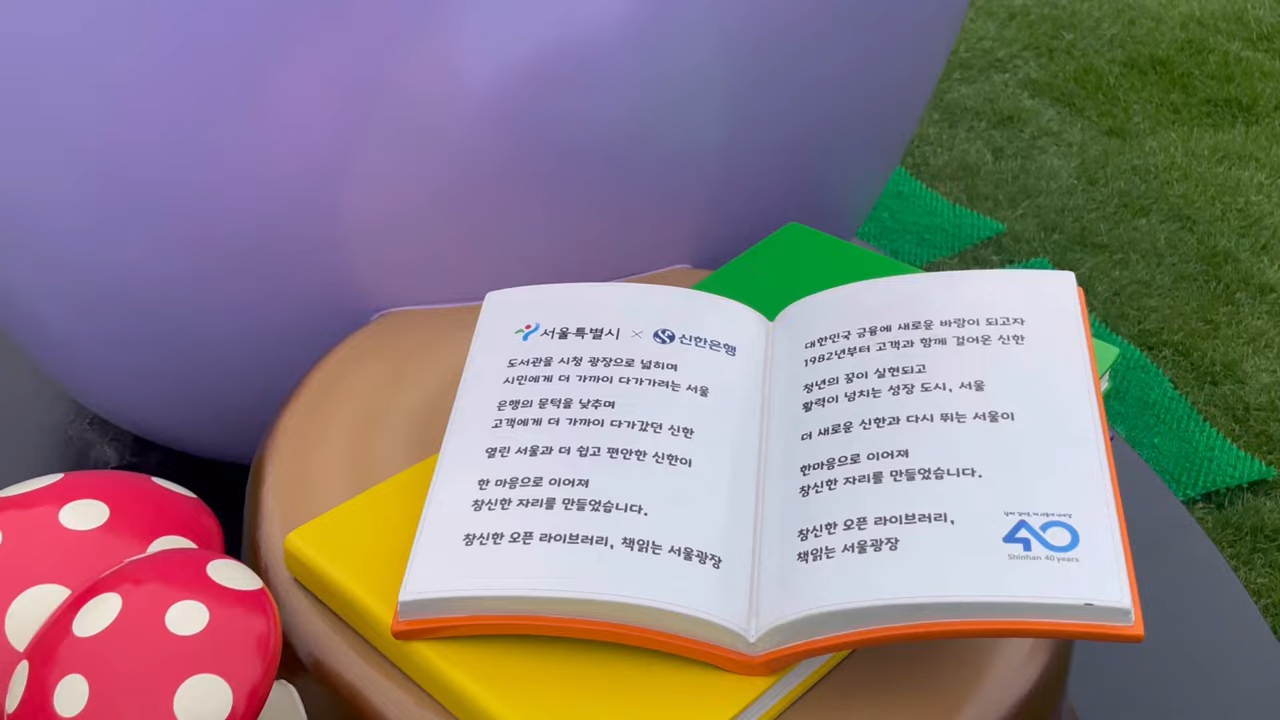 서울특별시 × 신한은행
도서관을 시청 광장으로 넓히며
시민에게 더 가까이 다가가려는 서울
은행의 문턱을 낮추며
고객에게 더 가까이 다가갔던 신한
열린 서울과 더 쉽고 편안한 신한이
한 마음으로 이어져
참신한 자리를 만들었습니다.
참신한 오픈 라이브러리, 책읽는 서울광장
대한민국 금융에 새로운 바람이 되고자
1982년부터 고객과 함께 걸어온 신한
청년의 꿈이 실현되고
활력이 넘치는 성장 도시, 서울
더 새로운 신한과 다시 뛰는 서울이
한마음으로 이어져
참신한 자리를 만들었습니다.
참신한 오픈 라이브러리,
책읽는 서울광장
40
Shinhan 40 years